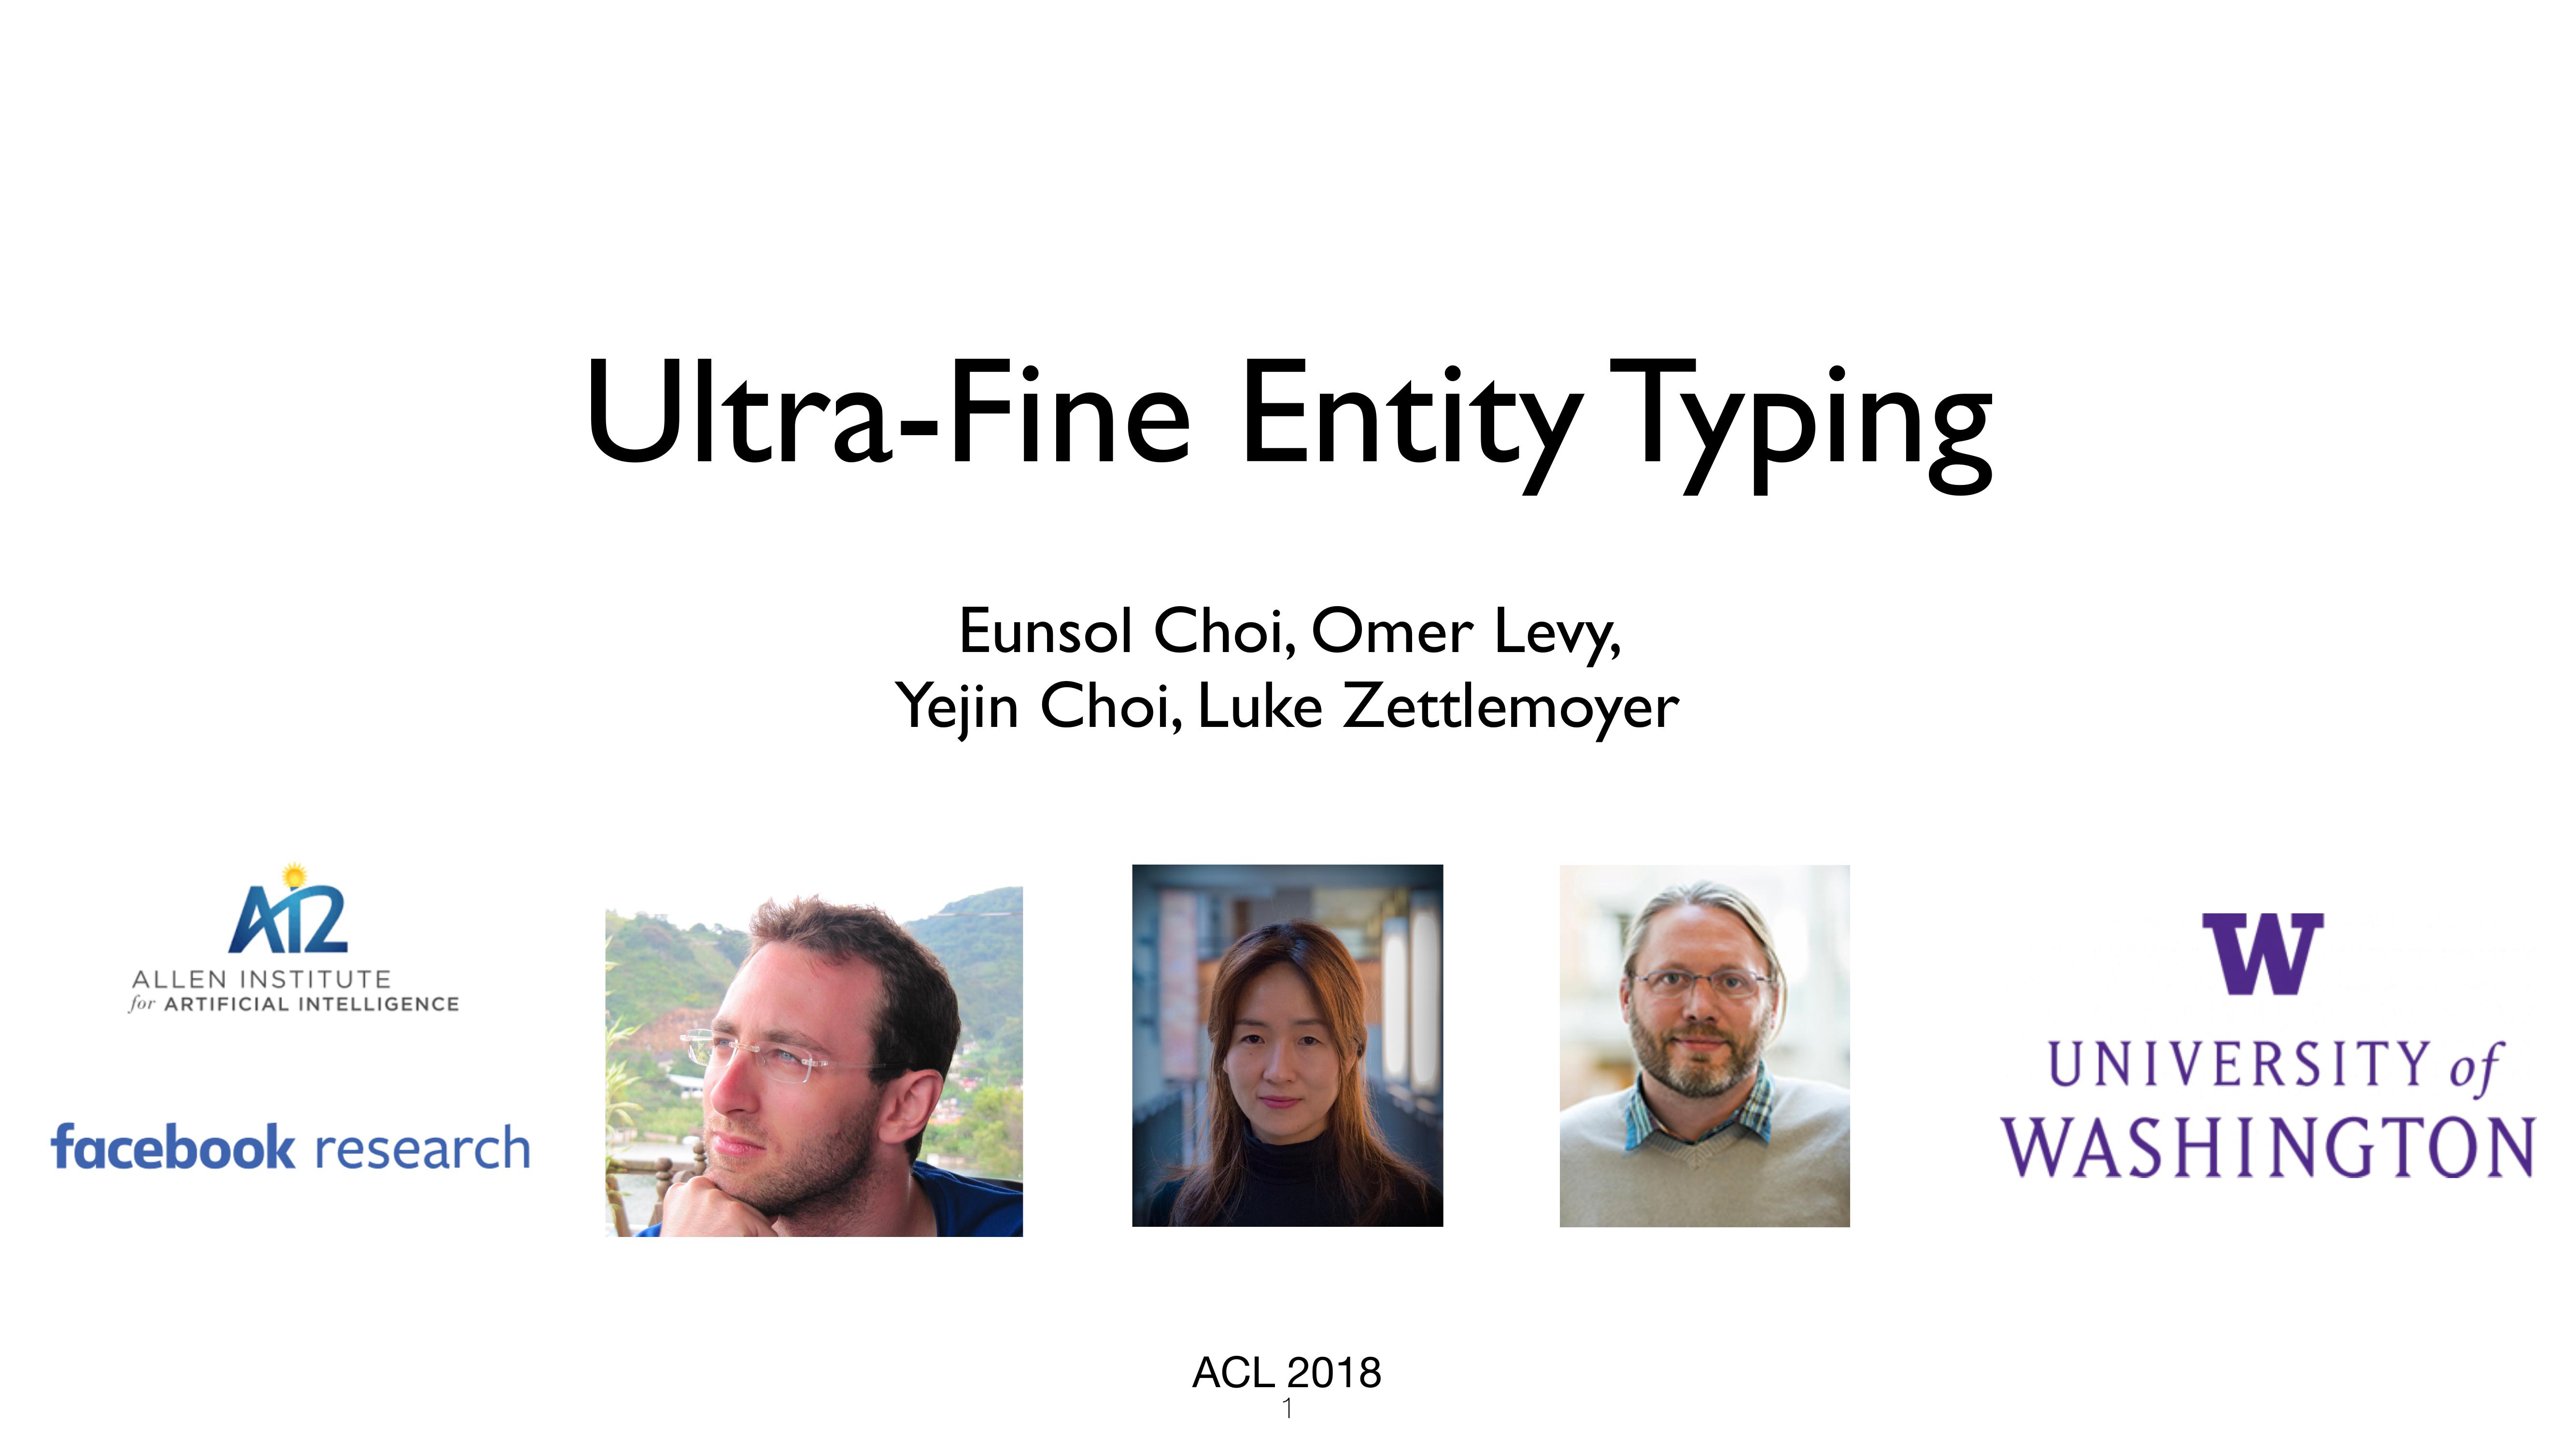 Ultra-Fine Entity Typing
Eunsol Choi, Omer Levy,
Yejin Choi, Luke Zettlemoyer
AI2
ALLEN INSTITUTE
for ARTIFICIAL INTELLIGENCE
facebook research
W
UNIVERSITY of
WASHINGTON
ACL 2018
1